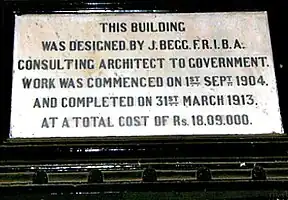 THIS BUILDING
WAS DESIGNED BY J. BEGG. F.R.I.B.A.
CONSULTING ARCHITECT TO GOVERNMENT.
WORK WAS COMMENCED ON 1ST SEPT. 1904.
AND COMPLETED ON 31ST MARCH 1913.
AT A TOTAL COST OF Rs. 18.09.000.